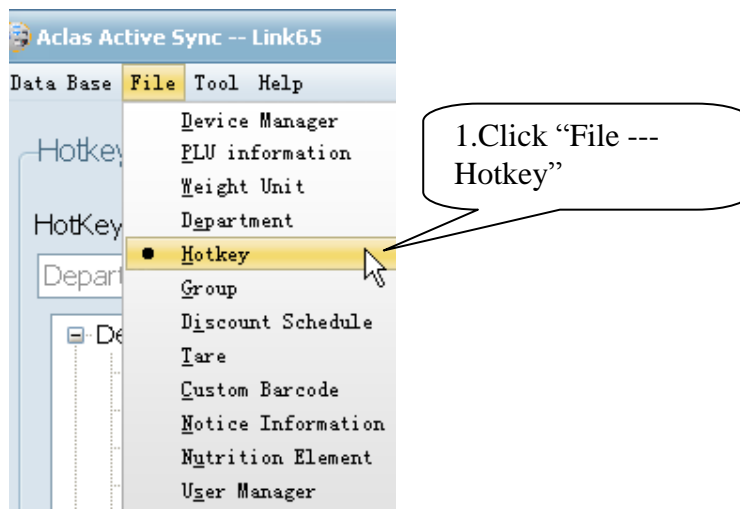 Aclas Active Sync -- Link65
Data Base File Tool Help
Device Manager
PLU information
Weight Unit
Department
Hotkey
Group
Discount Schedule
Tare
Custom Barcode
Notice Information
Nutrition Element
User Manager
Hotkey
HotKey
Depart
De
1.Click “File ---
Hotkey”